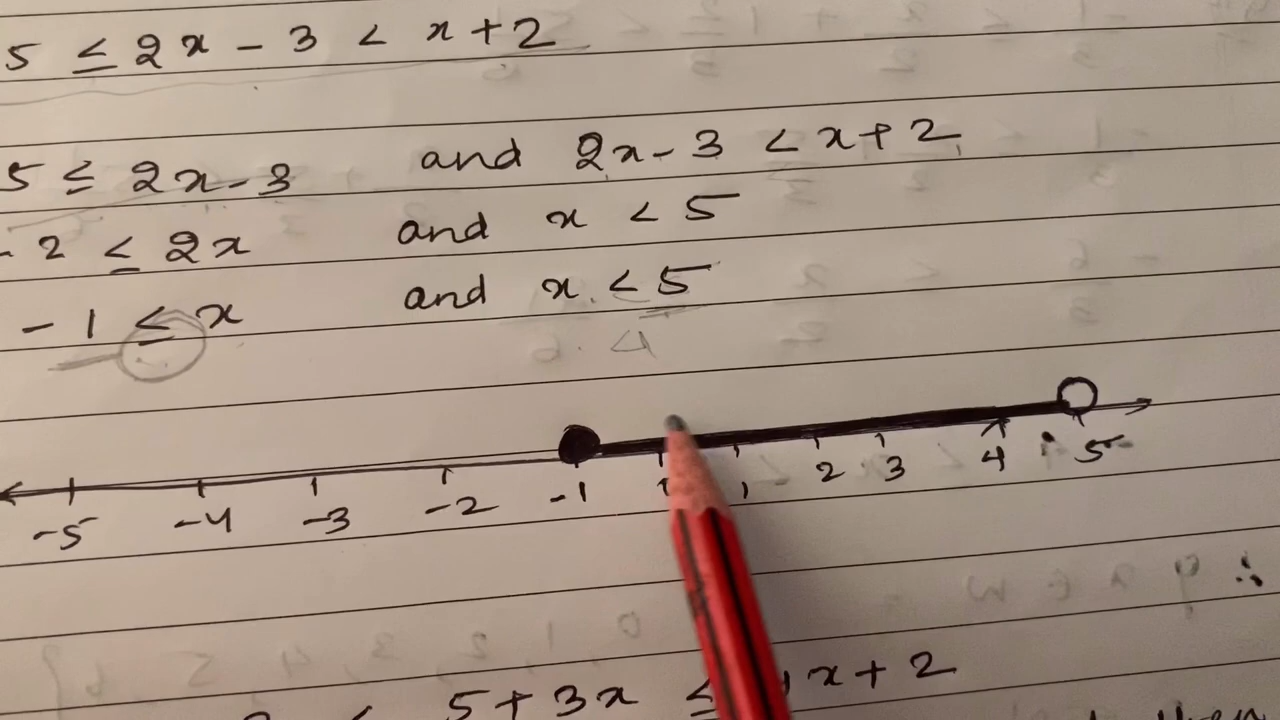 5 ≤ 2x - 3 < x + 2
5 ≤ 2x - 3 and 2x - 3 < x + 2
- 2 ≤ 2x and x < 5
- 1 ≤ x and x < 5
-5 -4 -3 -2 -1 1 2 3 4 5
5 + 3x ≤ x + 2